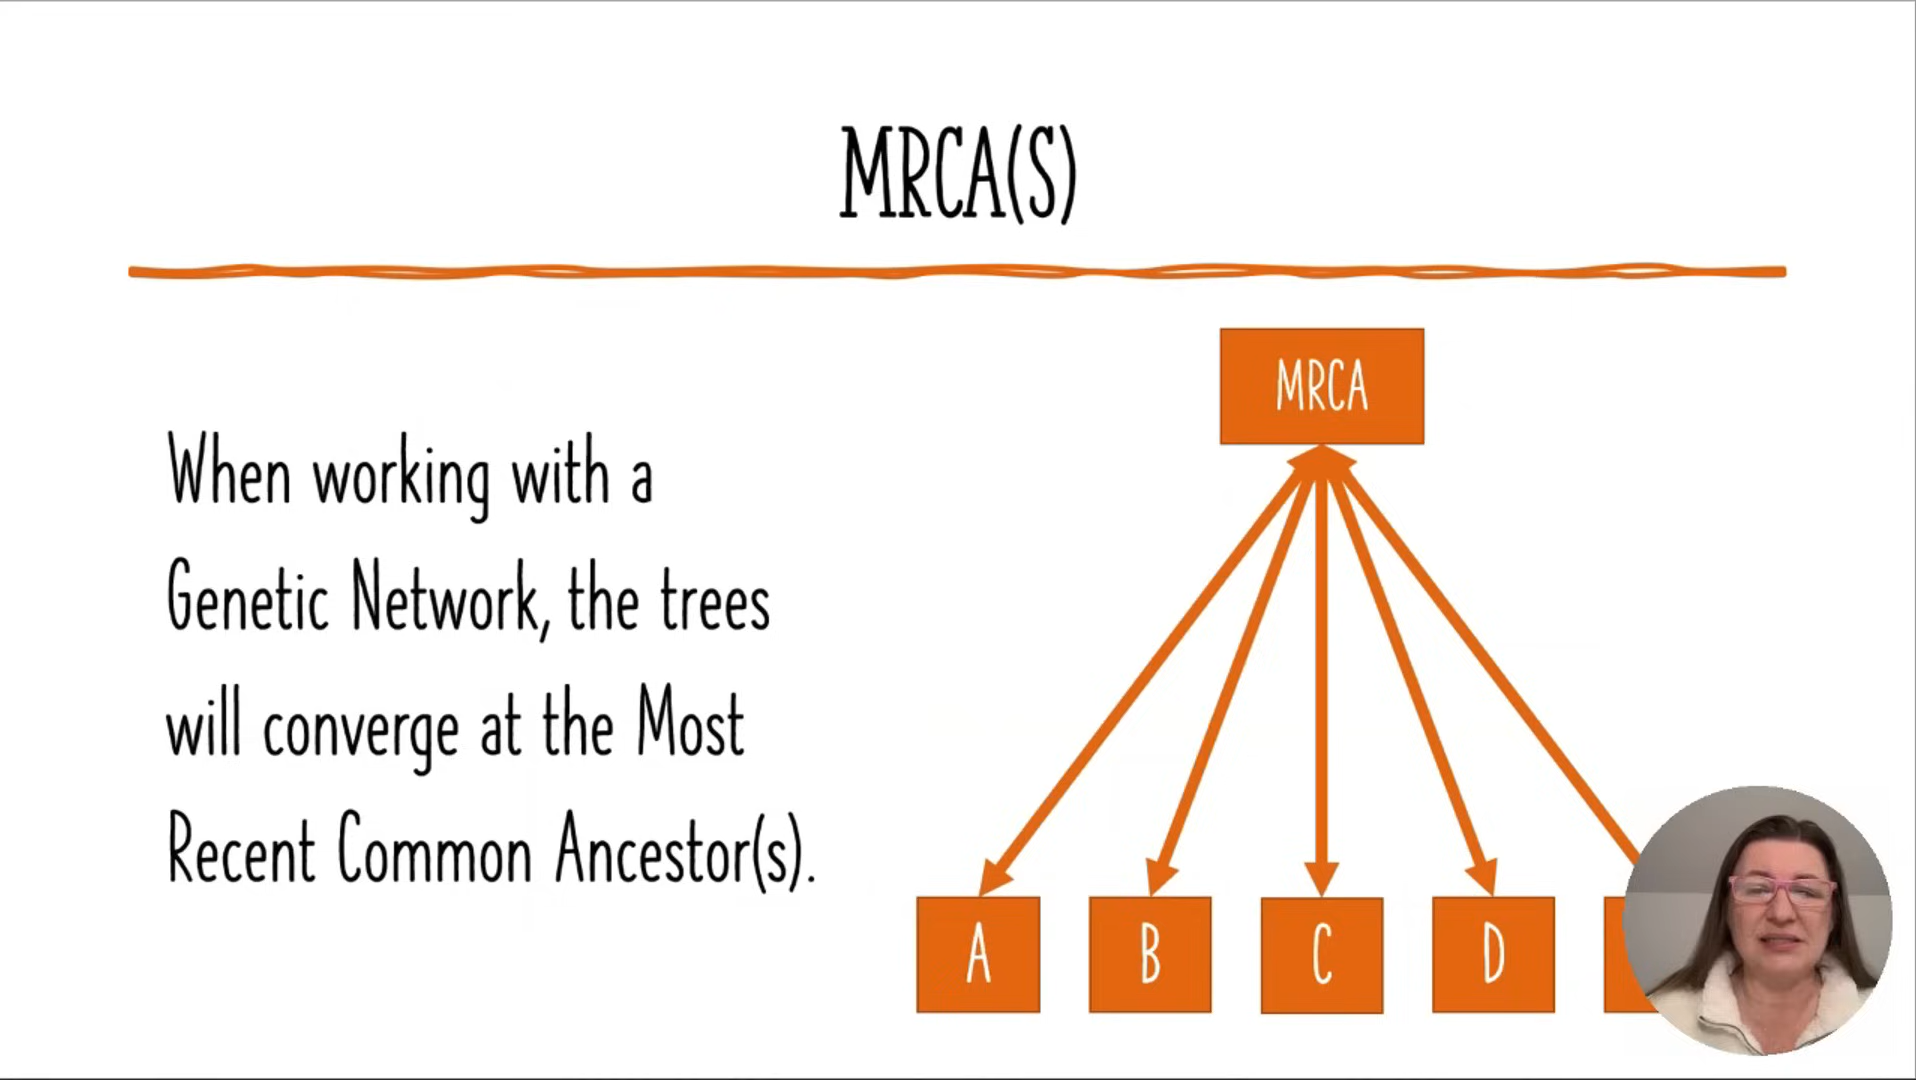 MRCA(S)
When working with a
Genetic Network, the trees
will converge at the Most
Recent Common Ancestor(s).
MRCA
A B C D